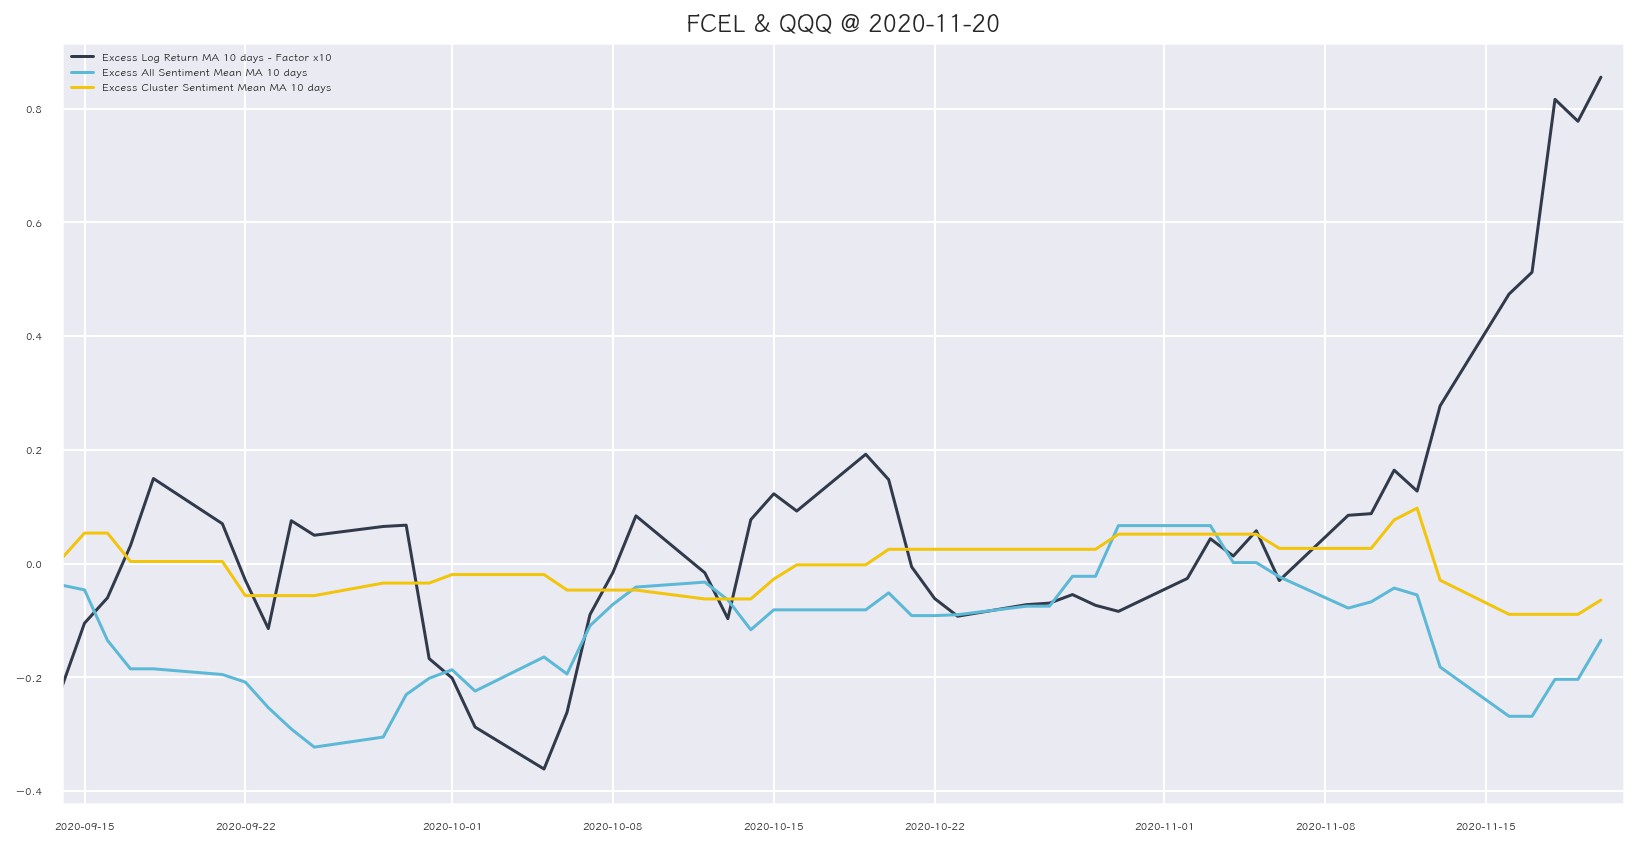 FCEL & QQQ @ 2020-11-20
Excess Log Return MA 10 days - Factor x10
Excess All Sentiment Mean MA 10 days
Excess Cluster Sentiment Mean MA 10 days
0.8
0.6
0.4
0.2
0.0
−0.2
−0.4
2020-09-15 2020-09-22 2020-10-01 2020-10-08 2020-10-15 2020-10-22 2020-11-01 2020-11-08 2020-11-15